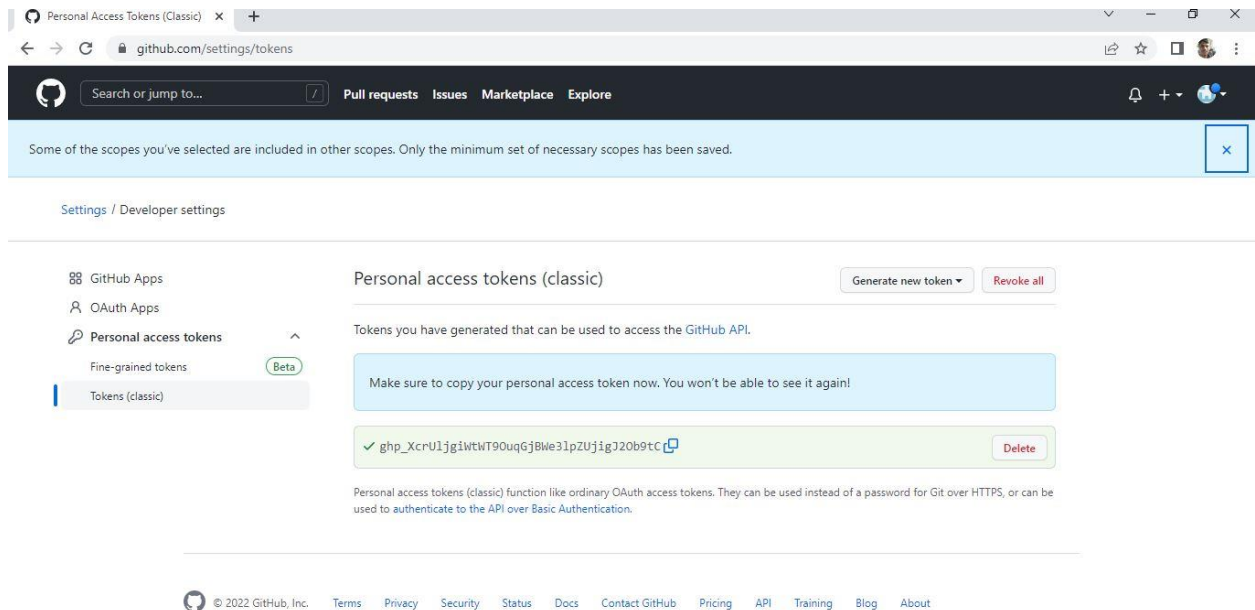 Personal Access Tokens (Classic)
github.com/settings/tokens
Search or jump to... / Pull requests Issues Marketplace Explore
Some of the scopes you've selected are included in other scopes. Only the minimum set of necessary scopes has been saved.
Settings / Developer settings
GitHub Apps
OAuth Apps
Personal access tokens
Fine-grained tokens Beta
Tokens (classic)
Personal access tokens (classic) Generate new token Revoke all
Tokens you have generated that can be used to access the GitHub API.
Make sure to copy your personal access token now. You won't be able to see it again!
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 Delete
Personal access tokens (classic) function like ordinary OAuth access tokens. They can be used instead of a password for Git over HTTPS, or can be
used to authenticate to the API over Basic Authentication.
© 2022 GitHub, Inc. Terms Privacy Security Status Docs Contact GitHub Pricing API Training Blog About